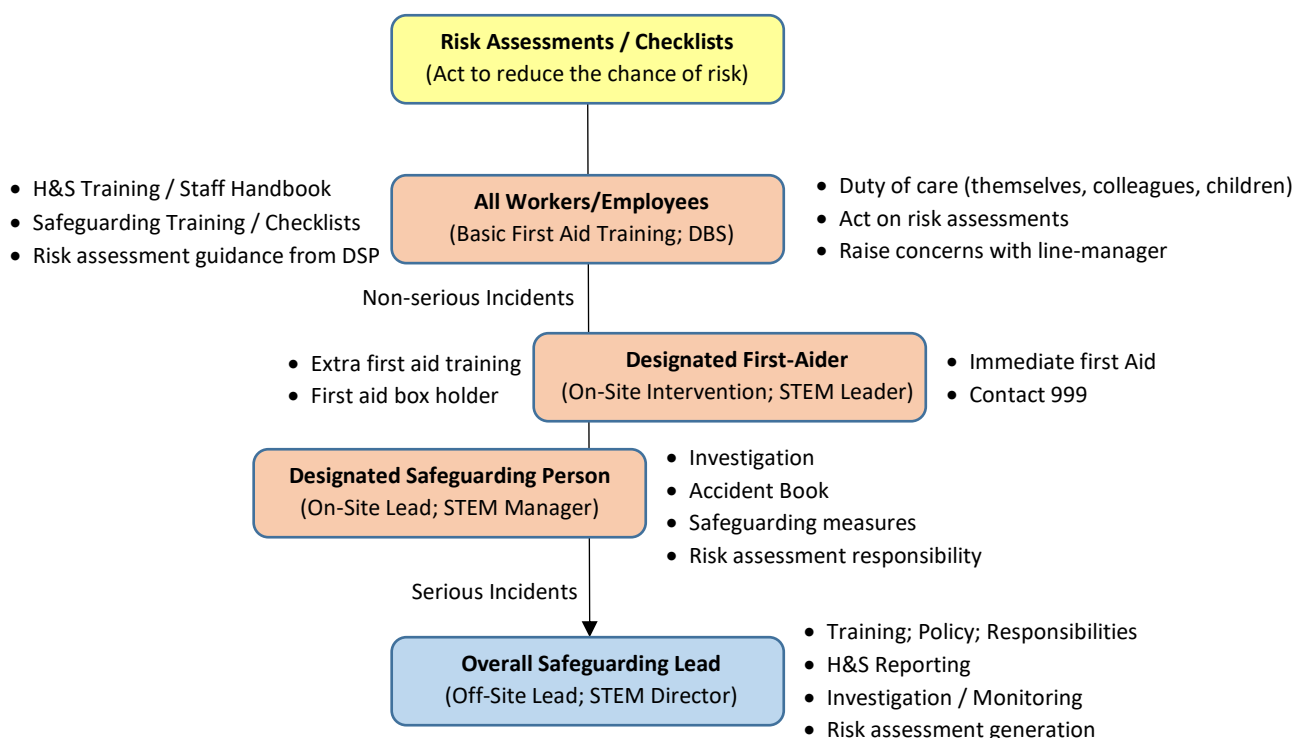 Risk Assessments / Checklists
(Act to reduce the chance of risk)
• H&S Training / Staff Handbook
• Safeguarding Training / Checklists
• Risk assessment guidance from DSP
All Workers/Employees
(Basic First Aid Training; DBS)
• Duty of care (themselves, colleagues, children)
• Act on risk assessments
• Raise concerns with line-manager
Non-serious Incidents
• Extra first aid training
• First aid box holder
Designated First-Aider
(On-Site Intervention; STEM Leader)
• Immediate first Aid
• Contact 999
Designated Safeguarding Person
(On-Site Lead; STEM Manager)
• Investigation
• Accident Book
• Safeguarding measures
• Risk assessment responsibility
Serious Incidents
Overall Safeguarding Lead
(Off-Site Lead; STEM Director)
• Training; Policy; Responsibilities
• H&S Reporting
• Investigation / Monitoring
• Risk assessment generation